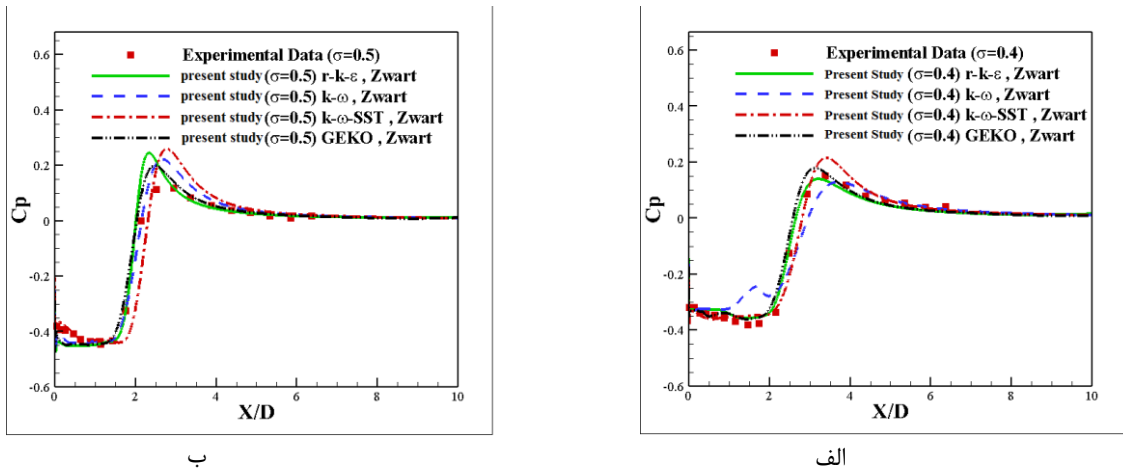 0.6
0.4
0.2
0
-0.2
-0.4
-0.6
Cp
Experimental Data (σ=0.5)
present study (σ=0.5) r-k-ε , Zwart
present study (σ=0.5) k-ω, Zwart
present study (σ=0.5) k-ω-SST, Zwart
present study (σ=0.5) GEKO , Zwart
0 2 4 6 8 10
X/D
ب
0.6
0.4
0.2
0
-0.2
-0.4
-0.6
Cp
Experimental Data (σ=0.4)
Present Study (σ=0.4) r-k-ε, Zwart
Present Study (σ=0.4) k-ω, Zwart
Present Study (σ=0.4) k-ω-SST, Zwart
Present Study (σ=0.4) GEKO , Zwart
0 2 4 6 8 10
X/D
الف